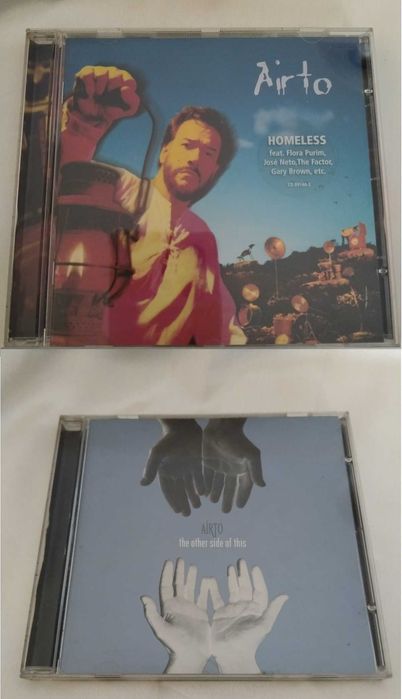 Airto
HOMELESS
feat. Flora Purim,
José Neto, The Factor,
Gary Brown, etc.
AIRTO
the other side of this